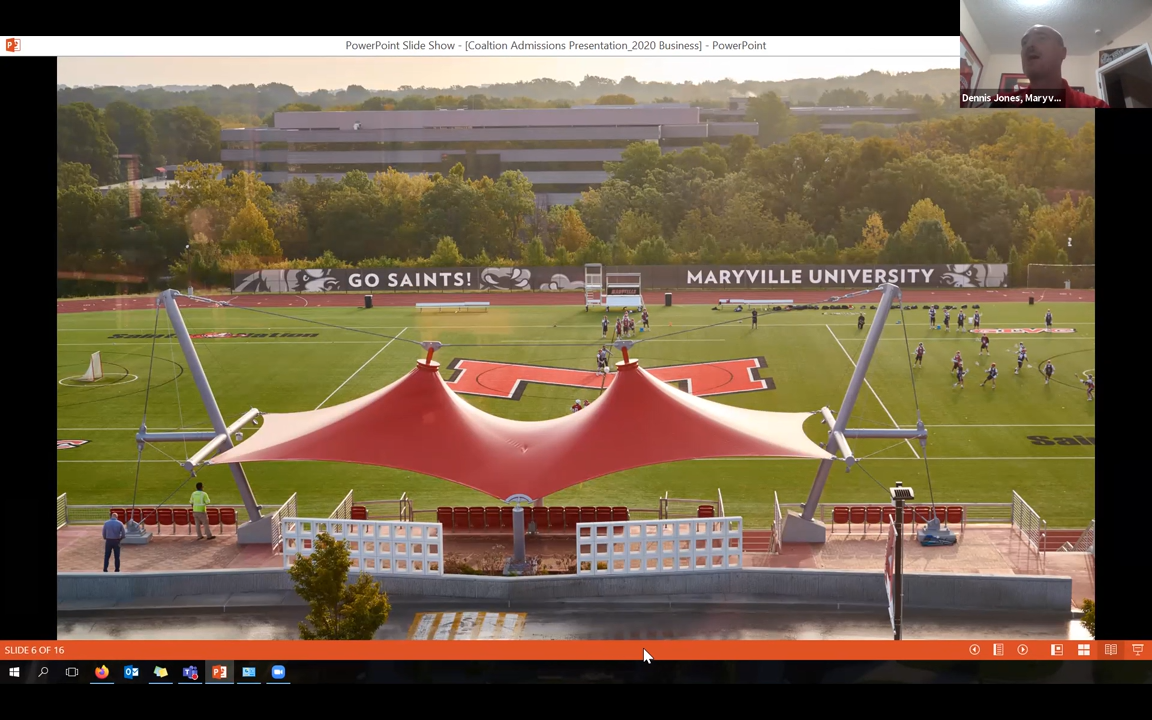 PowerPoint Slide Show - [Coaltion Admissions Presentation_2020 Business] - PowerPoint
Dennis Jones, Maryv...
GO SAINTS!
MARYVILLE UNIVERSITY
M
SLIDE 6 OF 16